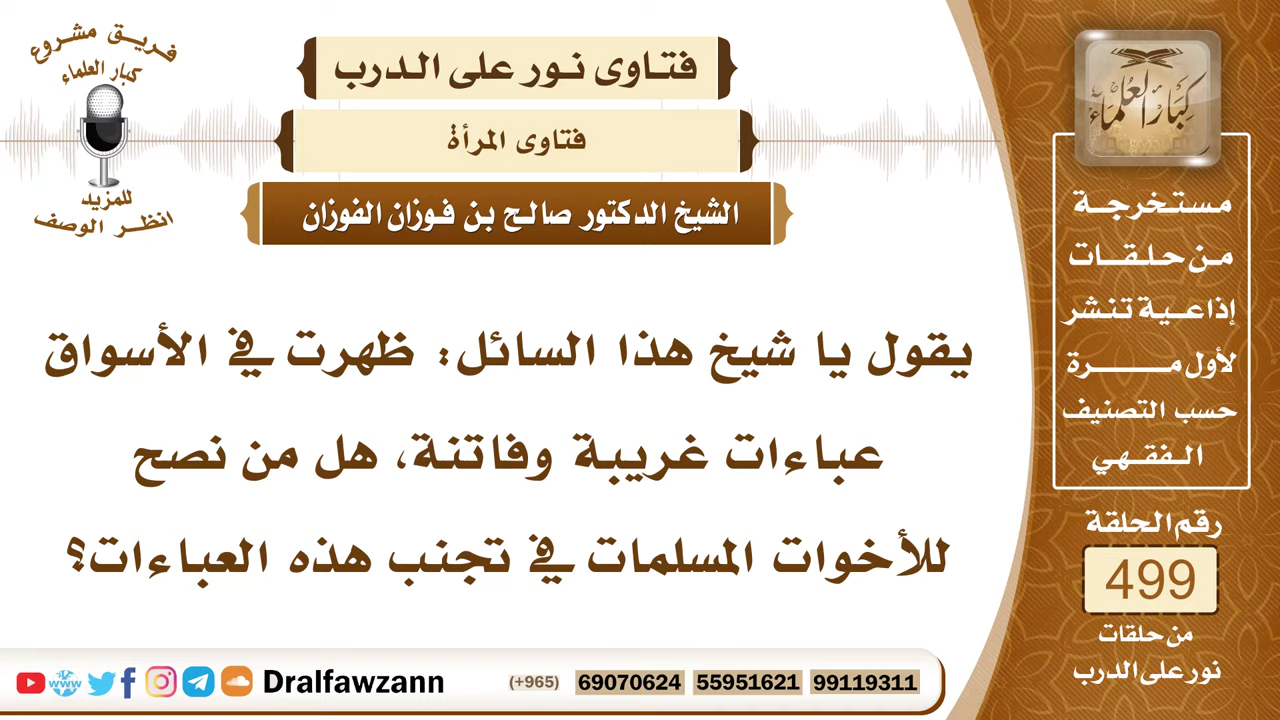 فريق مشروع
كبار العلماء
للمزيد
انظر الوصف
فتاوى نور على الدرب
فتاوى المرأة
الشيخ الدكتور صالح بن فوزان الفوزان
يقول يا شيخ هذا السائل: ظهرت في الأسواق
عباءات غريبة وفاتنة، هل من نصح
للأخوات المسلمات في تجنب هذه العباءات؟
كبار العلماء
مستخرجة
من حلقات
إذاعية تنشر
لأول مرة
حسب التصنيف
الفقهي
رقم الحلقة
499
من حلقات
نور على الدرب
www
Dralfawzann
(+965) 69070624 55951621 99119311